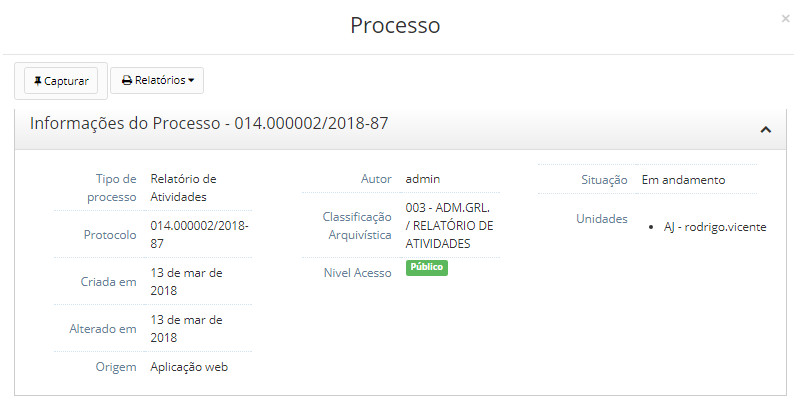 Processo
×
Capturar
Relatórios
Informações do Processo - 014.000002/2018-87
Tipo de processo
Relatório de
Atividades
Protocolo
014.000002/2018-
87
Criada em
13 de mar de
2018
Alterado em
13 de mar de
2018
Origem
Aplicação web
Autor
admin
Classificação
Arquivística
003 - ADM.GRL.
/ RELATÓRIO DE
ATIVIDADES
Nivel Acesso
Público
Situação
Em andamento
Unidades
• AJ - rodrigo.vicente